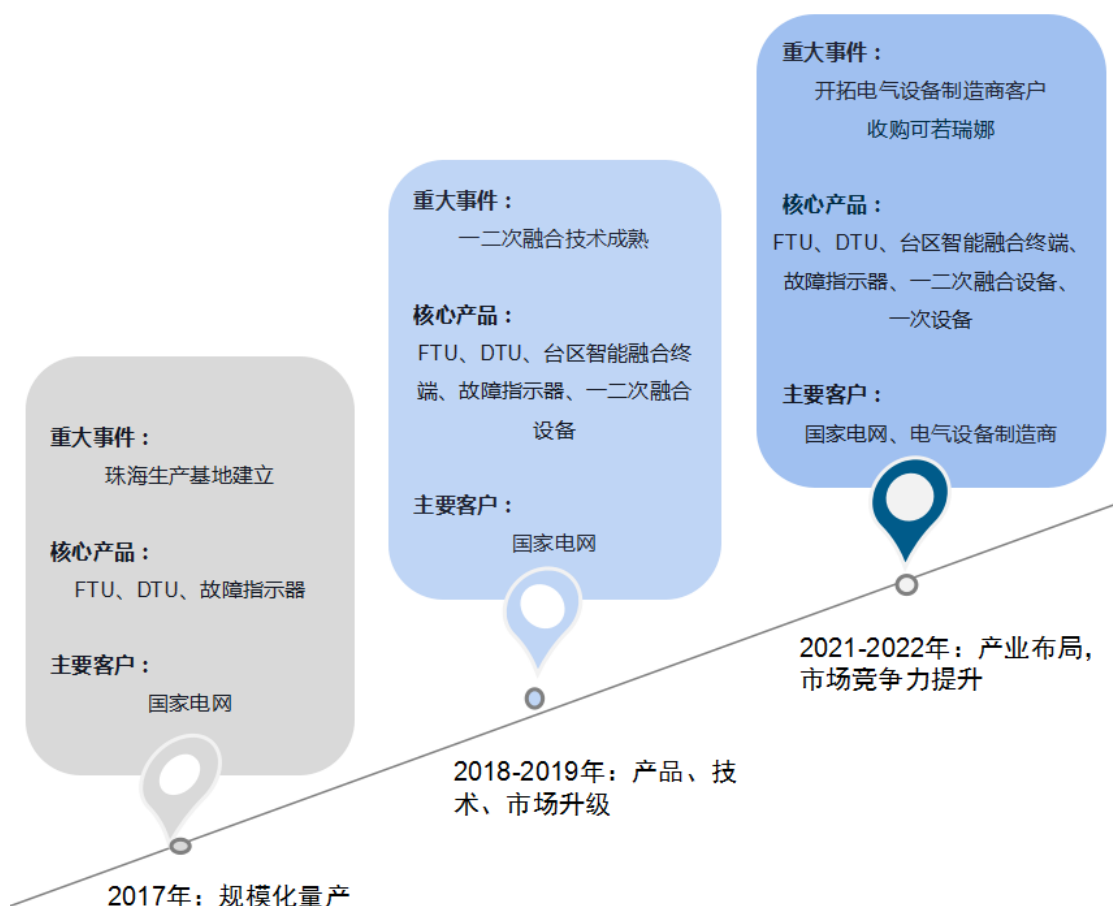 重大事件：
珠海生产基地建立
核心产品：
FTU、DTU、故障指示器
主要客户：
国家电网
2017年：规模化量产
重大事件：
一二次融合技术成熟
核心产品：
FTU、DTU、台区智能融合终
端、故障指示器、一二次融合
设备
主要客户：
国家电网
2018-2019年：产品、技
术、市场升级
重大事件：
开拓电气设备制造商客户
收购可若瑞娜
核心产品：
FTU、DTU、台区智能融合终端、
故障指示器、一二次融合设备、
一次设备
主要客户：
国家电网、电气设备制造商
2021-2022年：产业布局，
市场竞争力提升